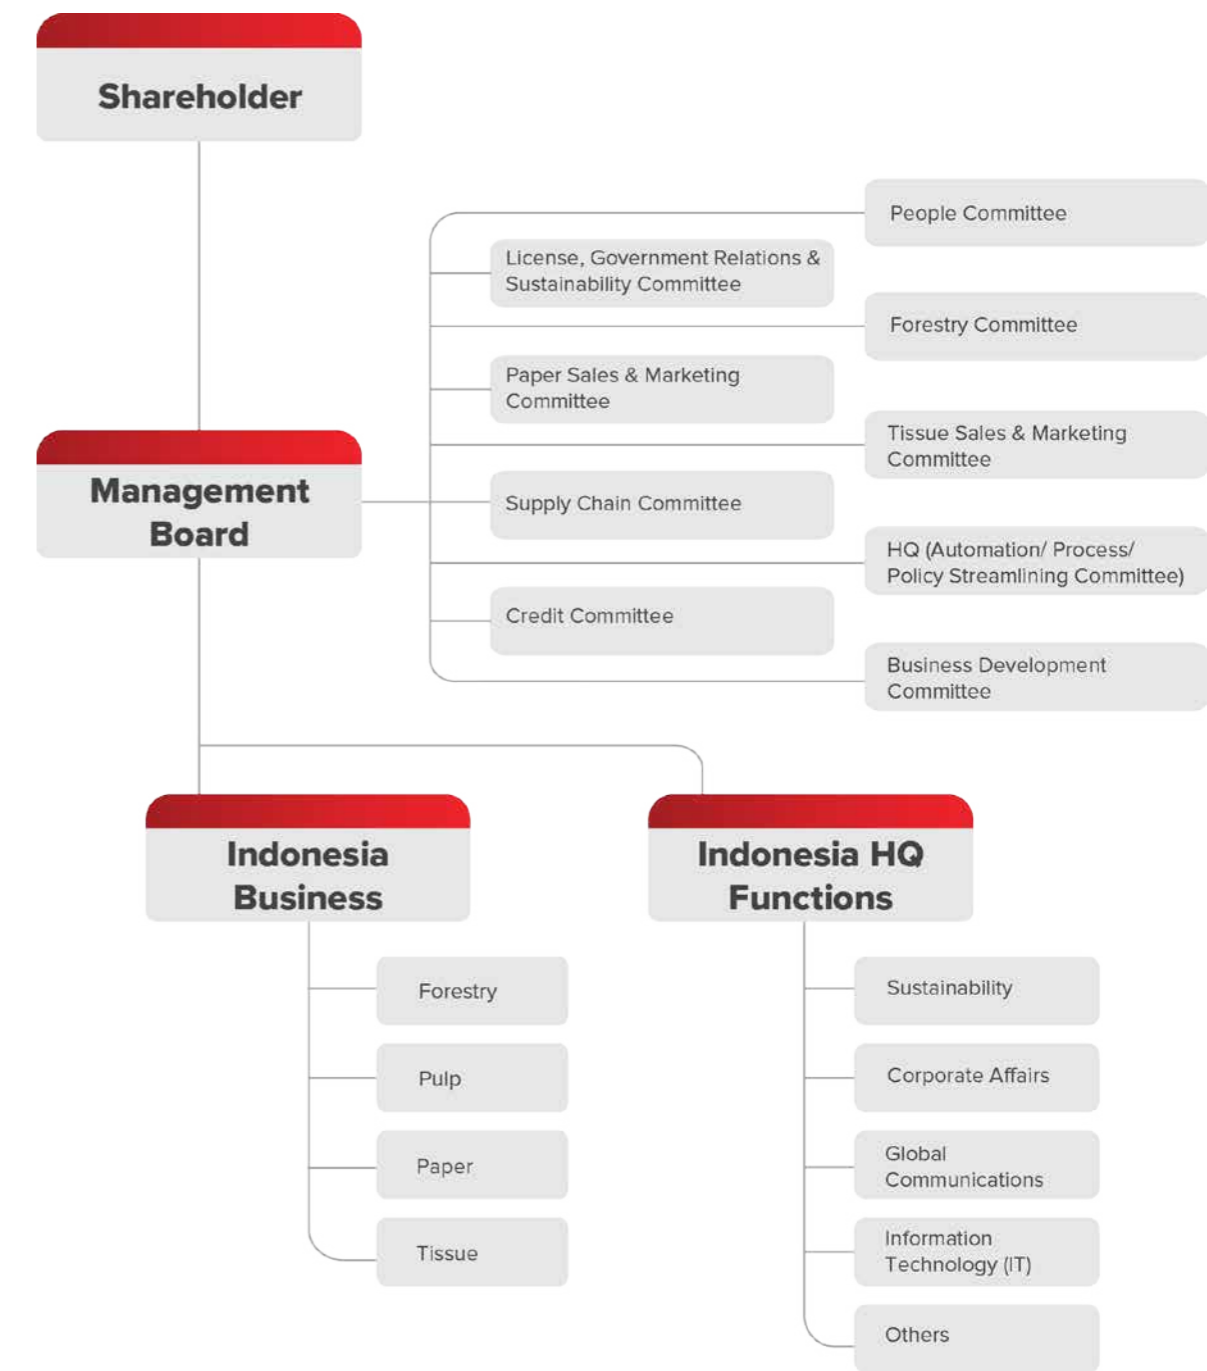 Shareholder
People Committee
License, Government Relations &
Sustainability Committee
Forestry Committee
Paper Sales & Marketing
Committee
Tissue Sales & Marketing
Committee
Management
Board
Supply Chain Committee
HQ (Automation/ Process/
Policy Streamlining Committee)
Credit Committee
Business Development
Committee
Indonesia
Business
Forestry
Pulp
Paper
Tissue
Indonesia HQ
Functions
Sustainability
Corporate Affairs
Global
Communications
Information
Technology (IT)
Others